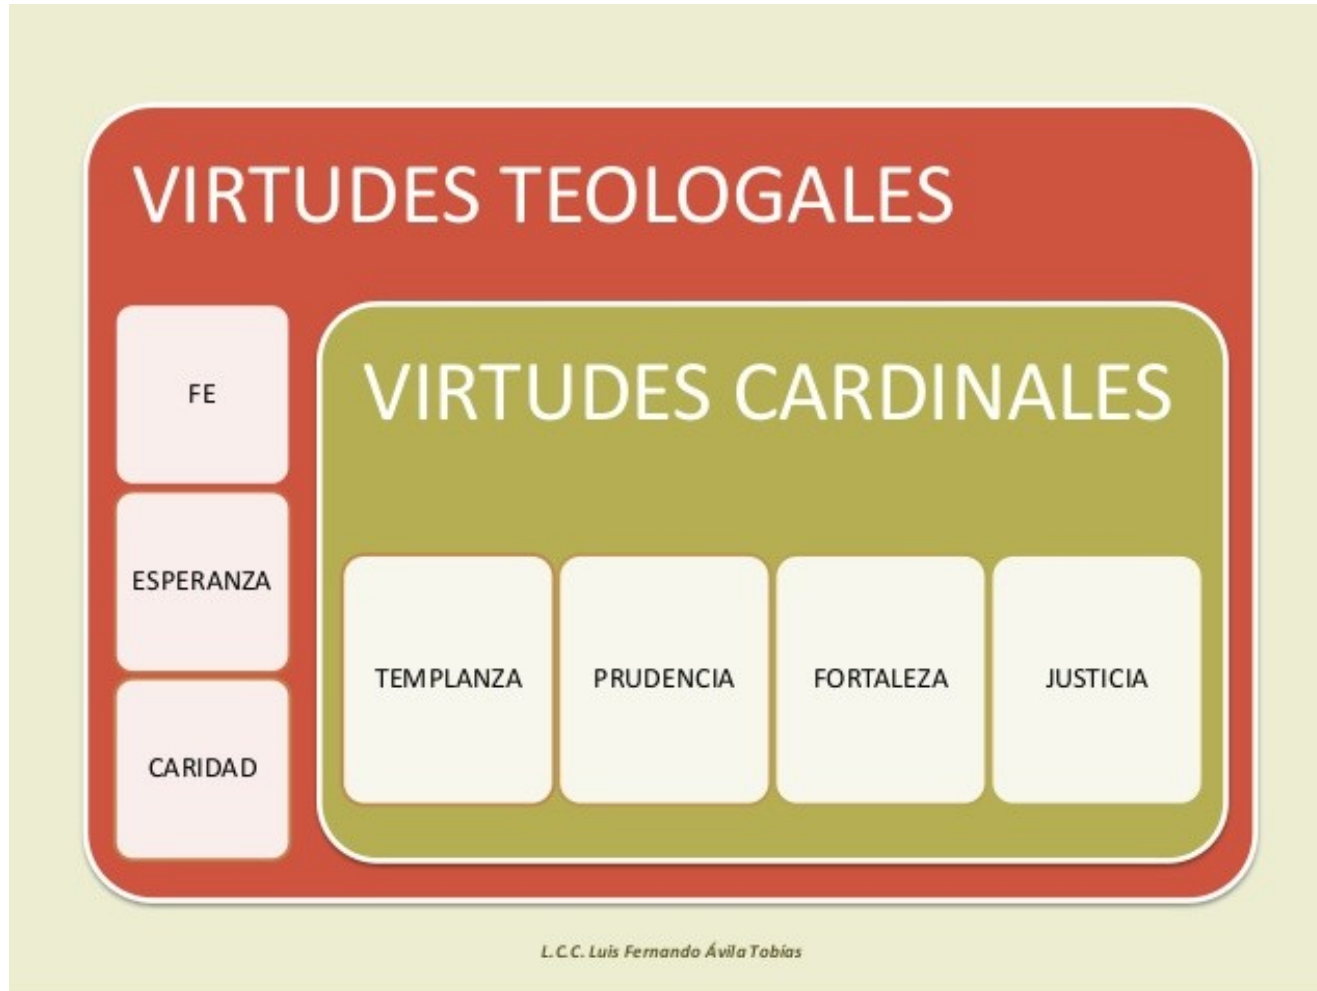 VIRTUDES TEOLOGALES
FE
ESPERANZA
CARIDAD
VIRTUDES CARDINALES
TEMPLANZA
PRUDENCIA
FORTALEZA
JUSTICIA
L.C.C. Luis Fernando Ávila Tobías